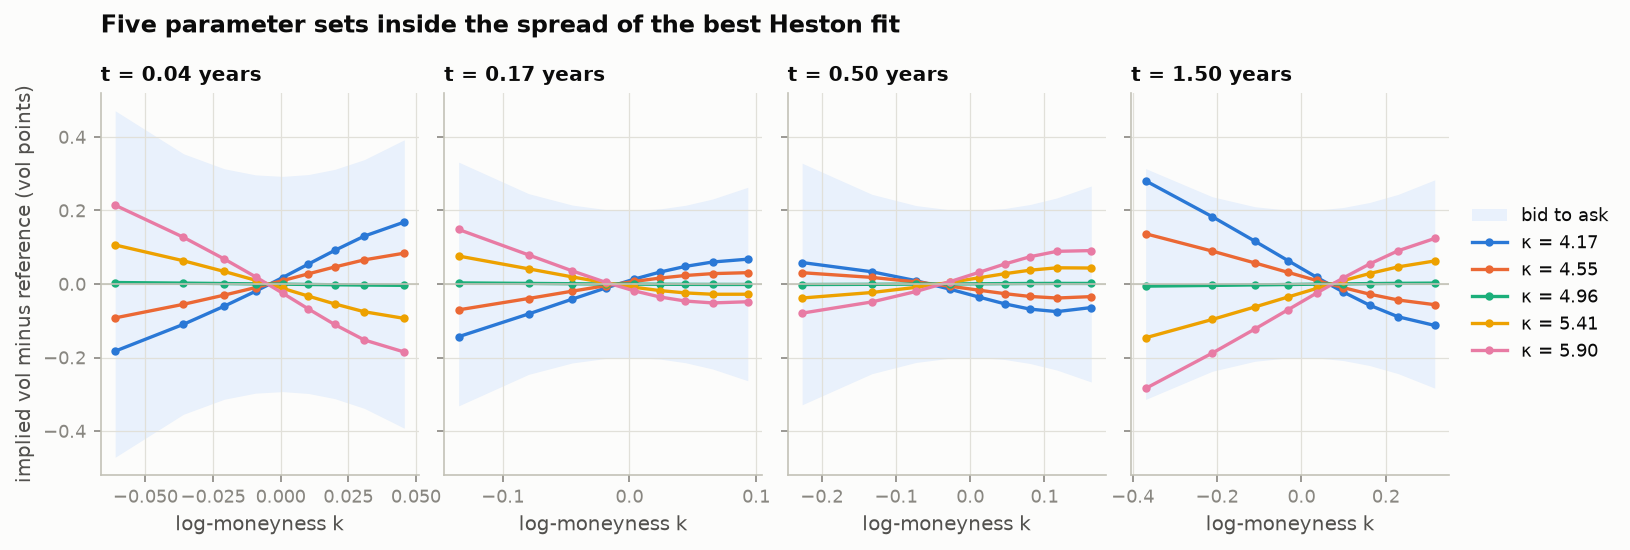 Five parameter sets inside the spread of the best Heston fit
t = 0.04 years
t = 0.17 years
t = 0.50 years
t = 1.50 years
implied vol minus reference (vol points)
0.4
0.2
0.0
−0.2
−0.4
−0.050 −0.025 0.000 0.025 0.050
−0.1 0.0 0.1
−0.2 −0.1 0.0 0.1
−0.4 −0.2 0.0 0.2
log-moneyness k
log-moneyness k
log-moneyness k
log-moneyness k
bid to ask
κ = 4.17
κ = 4.55
κ = 4.96
κ = 5.41
κ = 5.90